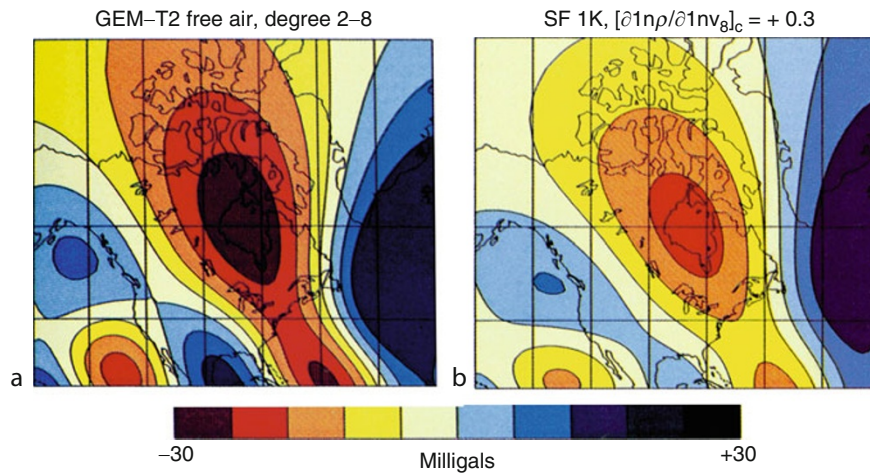 GEM–T2 free air, degree 2–8
SF 1K, [∂1nρ/∂1nv8]c = + 0.3
a
b
–30
+30
Milligals